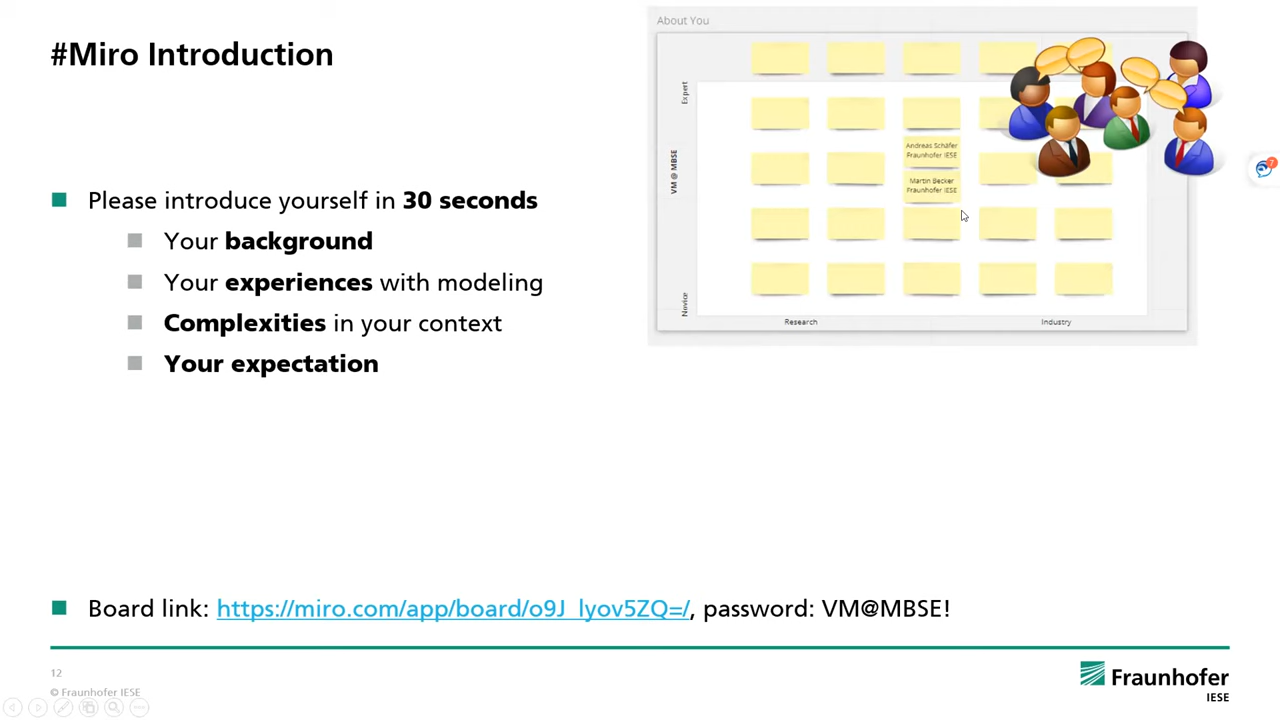 #Miro Introduction
About You
Expert
VM @ MBSE
Novice
Andreas Schäfer
Fraunhofer IESE
Martin Becker
Fraunhofer IESE
Research
Industry
7
Please introduce yourself in 30 seconds
Your background
Your experiences with modeling
Complexities in your context
Your expectation
Board link: https://miro.com/app/board/o9J_lyov5ZQ=/, password: VM@MBSE!
12
© Fraunhofer IESE
Fraunhofer
IESE